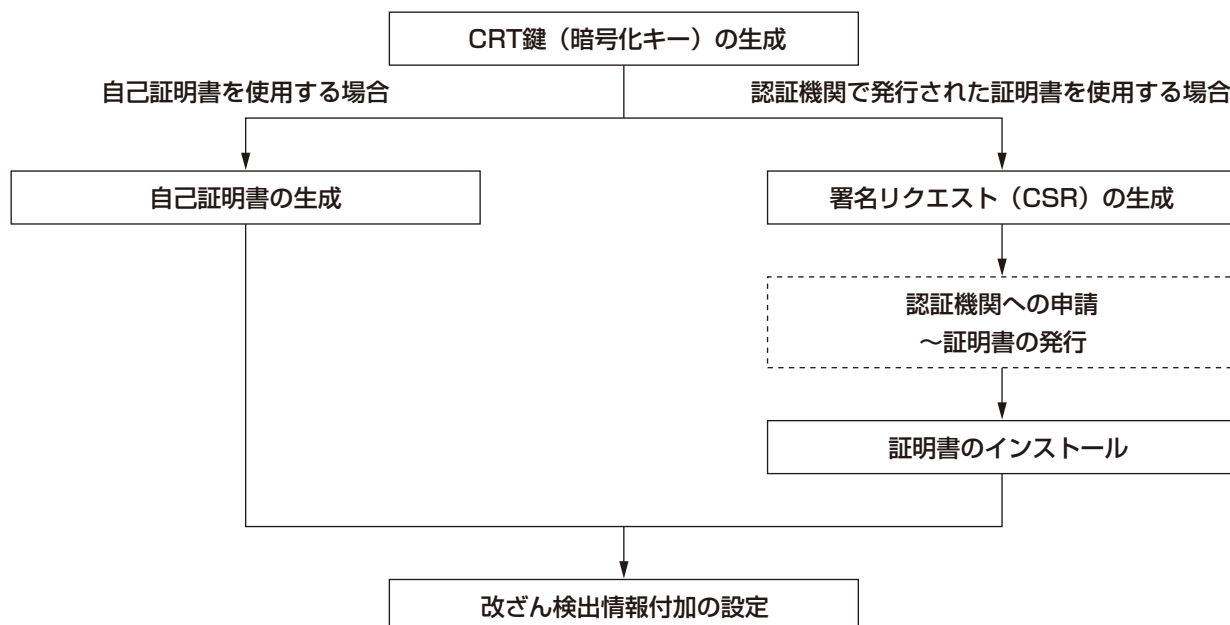 CRT鍵（暗号化キー）の生成
自己証明書を使用する場合
認証機関で発行された証明書を使用する場合
自己証明書の生成
署名リクエスト（CSR）の生成
認証機関への申請
～証明書の発行
証明書のインストール
改ざん検出情報付加の設定